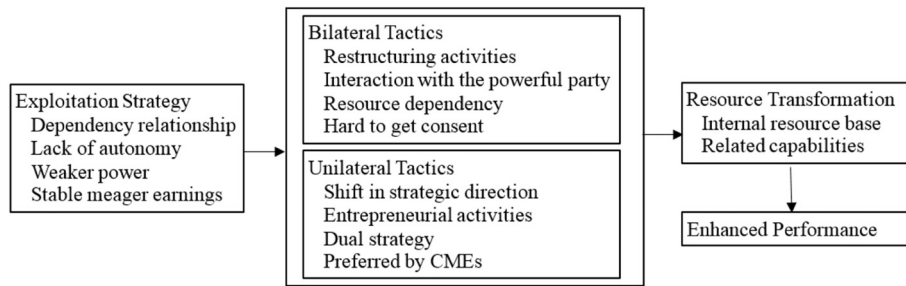 Exploitation Strategy
Dependency relationship
Lack of autonomy
Weaker power
Stable meager earnings
Bilateral Tactics
Restructuring activities
Interaction with the powerful party
Resource dependency
Hard to get consent
Unilateral Tactics
Shift in strategic direction
Entrepreneurial activities
Dual strategy
Preferred by CMEs
Resource Transformation
Internal resource base
Related capabilities
Enhanced Performance